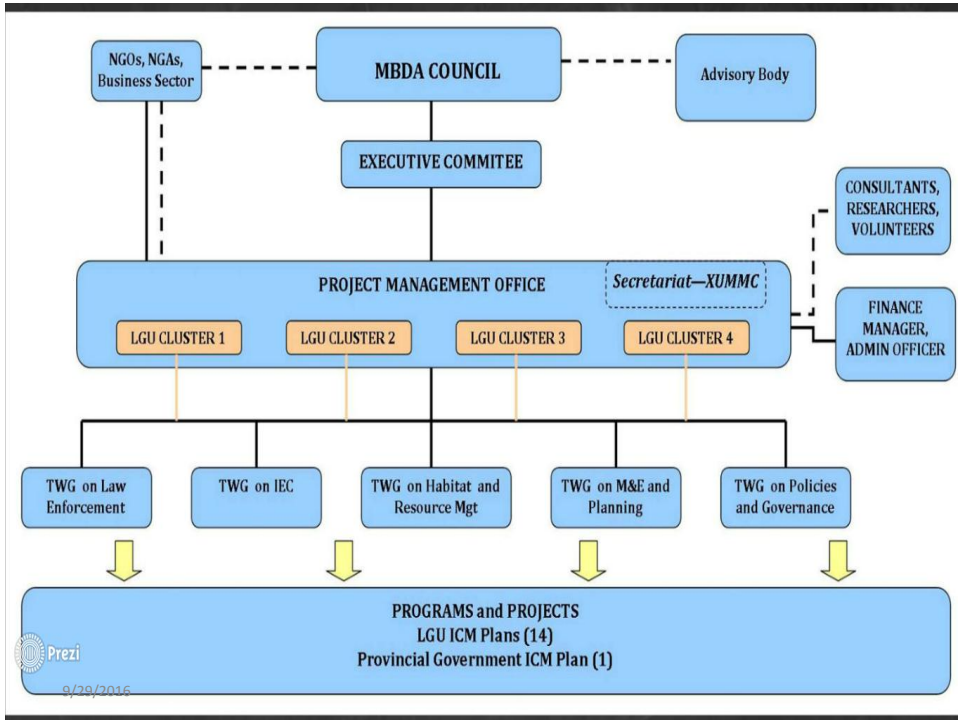 NGOs, NGAs,
Business Sector
MBDA COUNCIL
Advisory Body
EXECUTIVE COMMITEE
CONSULTANTS,
RESEARCHERS,
VOLUNTEERS
PROJECT MANAGEMENT OFFICE
Secretariat—XUMMC
FINANCE
MANAGER,
ADMIN OFFICER
LGU CLUSTER 1
LGU CLUSTER 2
LGU CLUSTER 3
LGU CLUSTER 4
TWG on Law
Enforcement
TWG on IEC
TWG on Habitat and
Resource Mgt
TWG on M&E and
Planning
TWG on Policies
and Governance
PROGRAMS and PROJECTS
LGU ICM Plans (14)
Provincial Government ICM Plan (1)
Prezi
9/29/2016